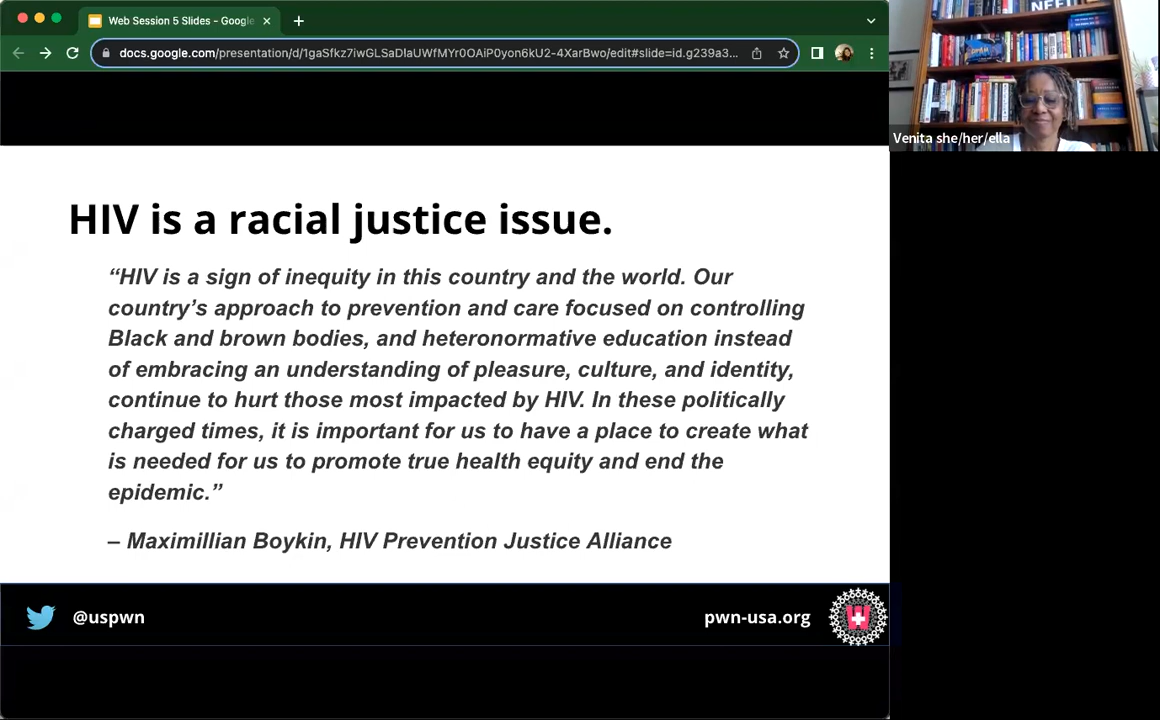 Web Session 5 Slides - Google
docs.google.com/presentation/d/1gaSfkz7iwGLSaDlaUWfMYr0OAiP0yon6kU2-4XarBwo/edit#slide=id.g239a3...
NEED
Venita she/her/ella
HIV is a racial justice issue.
“HIV is a sign of inequity in this country and the world. Our
country’s approach to prevention and care focused on controlling
Black and brown bodies, and heteronormative education instead
of embracing an understanding of pleasure, culture, and identity,
continue to hurt those most impacted by HIV. In these politically
charged times, it is important for us to have a place to create what
is needed for us to promote true health equity and end the
epidemic.”
– Maximillian Boykin, HIV Prevention Justice Alliance
@uspwn
pwn-usa.org